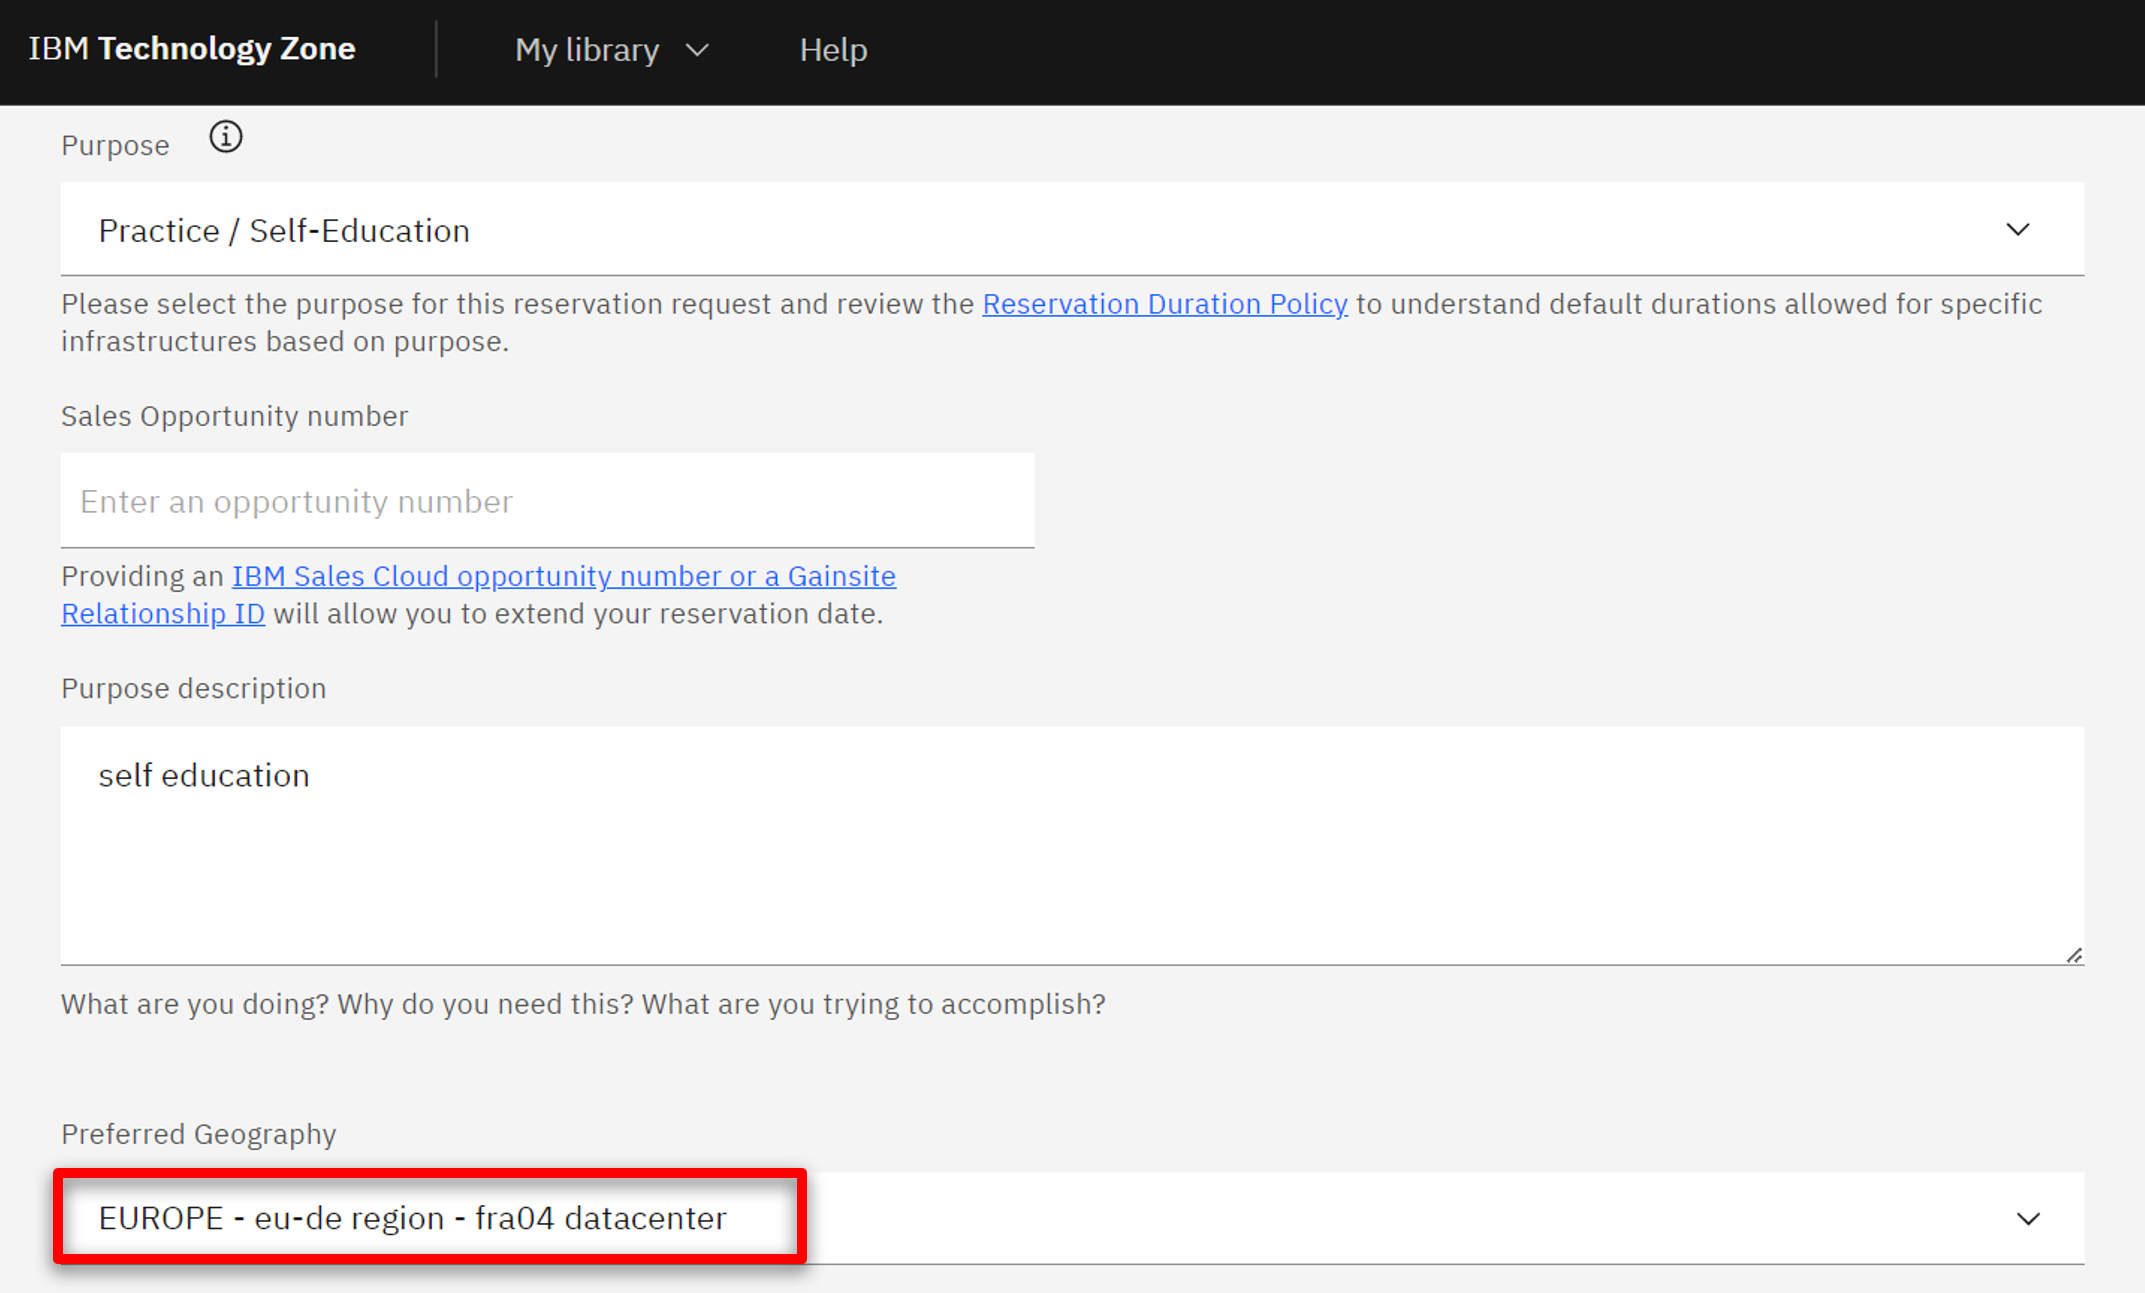 IBM Technology Zone
My library
Help
Purpose
Practice / Self-Education
Please select the purpose for this reservation request and review the Reservation Duration Policy to understand default durations allowed for specific
infrastructures based on purpose.
Sales Opportunity number
Enter an opportunity number
Providing an IBM Sales Cloud opportunity number or a Gainsite
Relationship ID will allow you to extend your reservation date.
Purpose description
self education
What are you doing? Why do you need this? What are you trying to accomplish?
Preferred Geography
EUROPE - eu-de region - fra04 datacenter